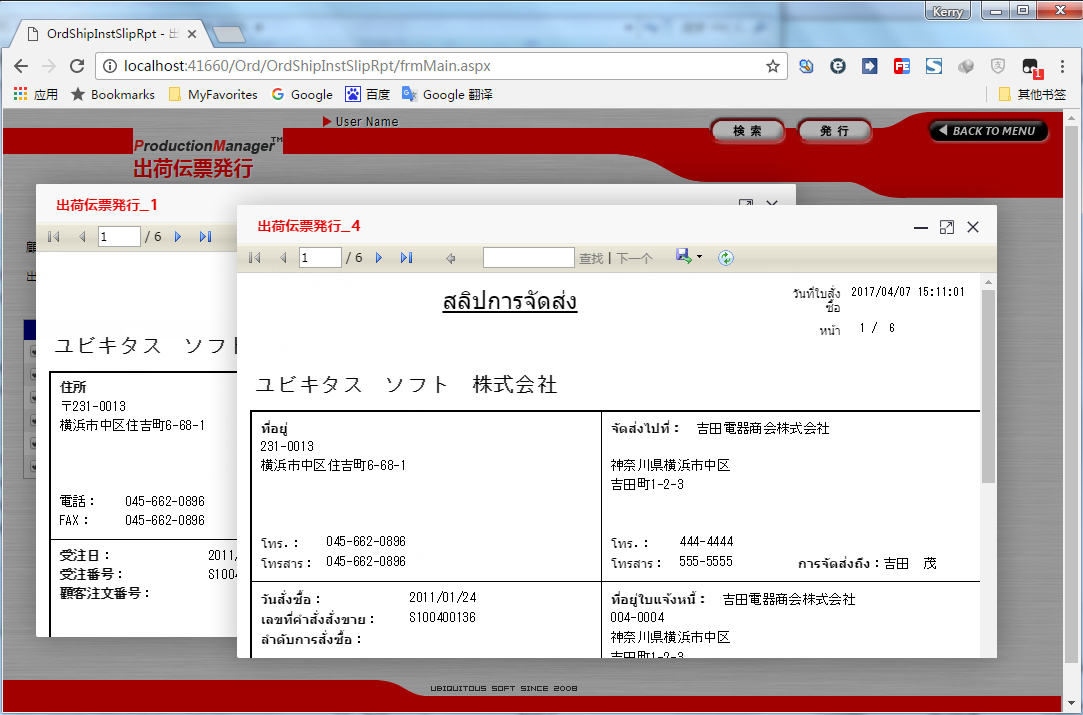 Kerry
OrdShipInstSlipRpt - 出
localhost:41660/Ord/OrdShipInstSlipRpt/frmMain.aspx
1
应用 Bookmarks MyFavorites Google 百度 Google 翻译 其他书签
User Name
検 索 発 行 BACK TO MENU
ProductionManager™
出荷伝票発行
出荷伝票発行_1
1 / 6
ユビキタス ソフト
住所
〒231-0013
横浜市中区住吉町6-68-1
電話： 045-662-0896
FAX： 045-662-0896
受注日： 2011/
受注番号： S1004
顧客注文番号：
出荷伝票発行_4
1 / 6 查找 | 下一个
สลิปการจัดส่ง
วันที่ใบสั่งซื้อ 2017/04/07 15:11:01
หน้า 1 / 6
ユビキタス ソフト 株式会社
ที่อยู่
231-0013
横浜市中区住吉町6-68-1
โทร.： 045-662-0896
โทรสาร： 045-662-0896
จัดส่งไปที่： 吉田電器商会株式会社
神奈川県横浜市中区
吉田町1-2-3
โทร.： 444-4444
โทรสาร： 555-5555 การจัดส่งถึง：吉田 茂
วันสั่งซื้อ： 2011/01/24
เลขที่คำสั่งสั่งขาย： S100400136
ลำดับการสั่งซื้อ：
ที่อยู่ใบแจ้งหนี้： 吉田電器商会株式会社
004-0004
神奈川県横浜市中区
吉田町1-2-3
UBIQUITOUS SOFT SINCE 2008